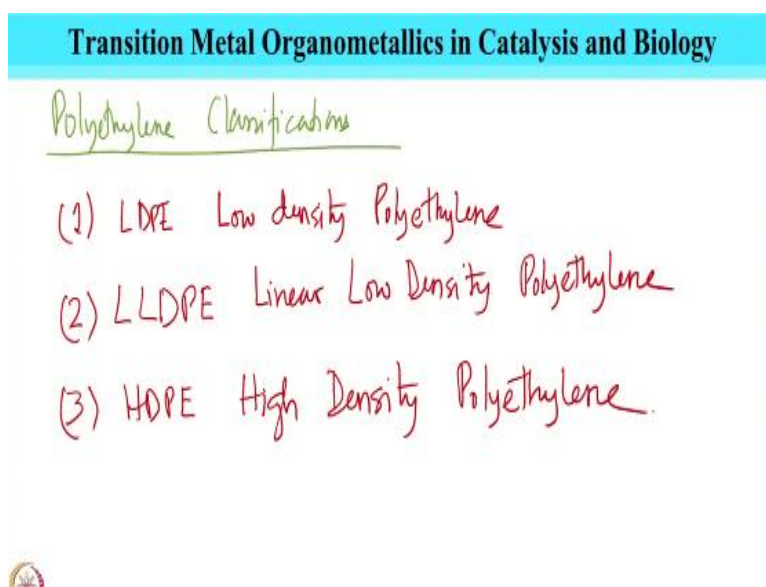 Transition Metal Organometallics in Catalysis and Biology
Polyethylene Classifications
(1) LDPE Low density Polyethylene
(2) LLDPE Linear Low Density Polyethylene
(3) HDPE High Density Polyethylene.